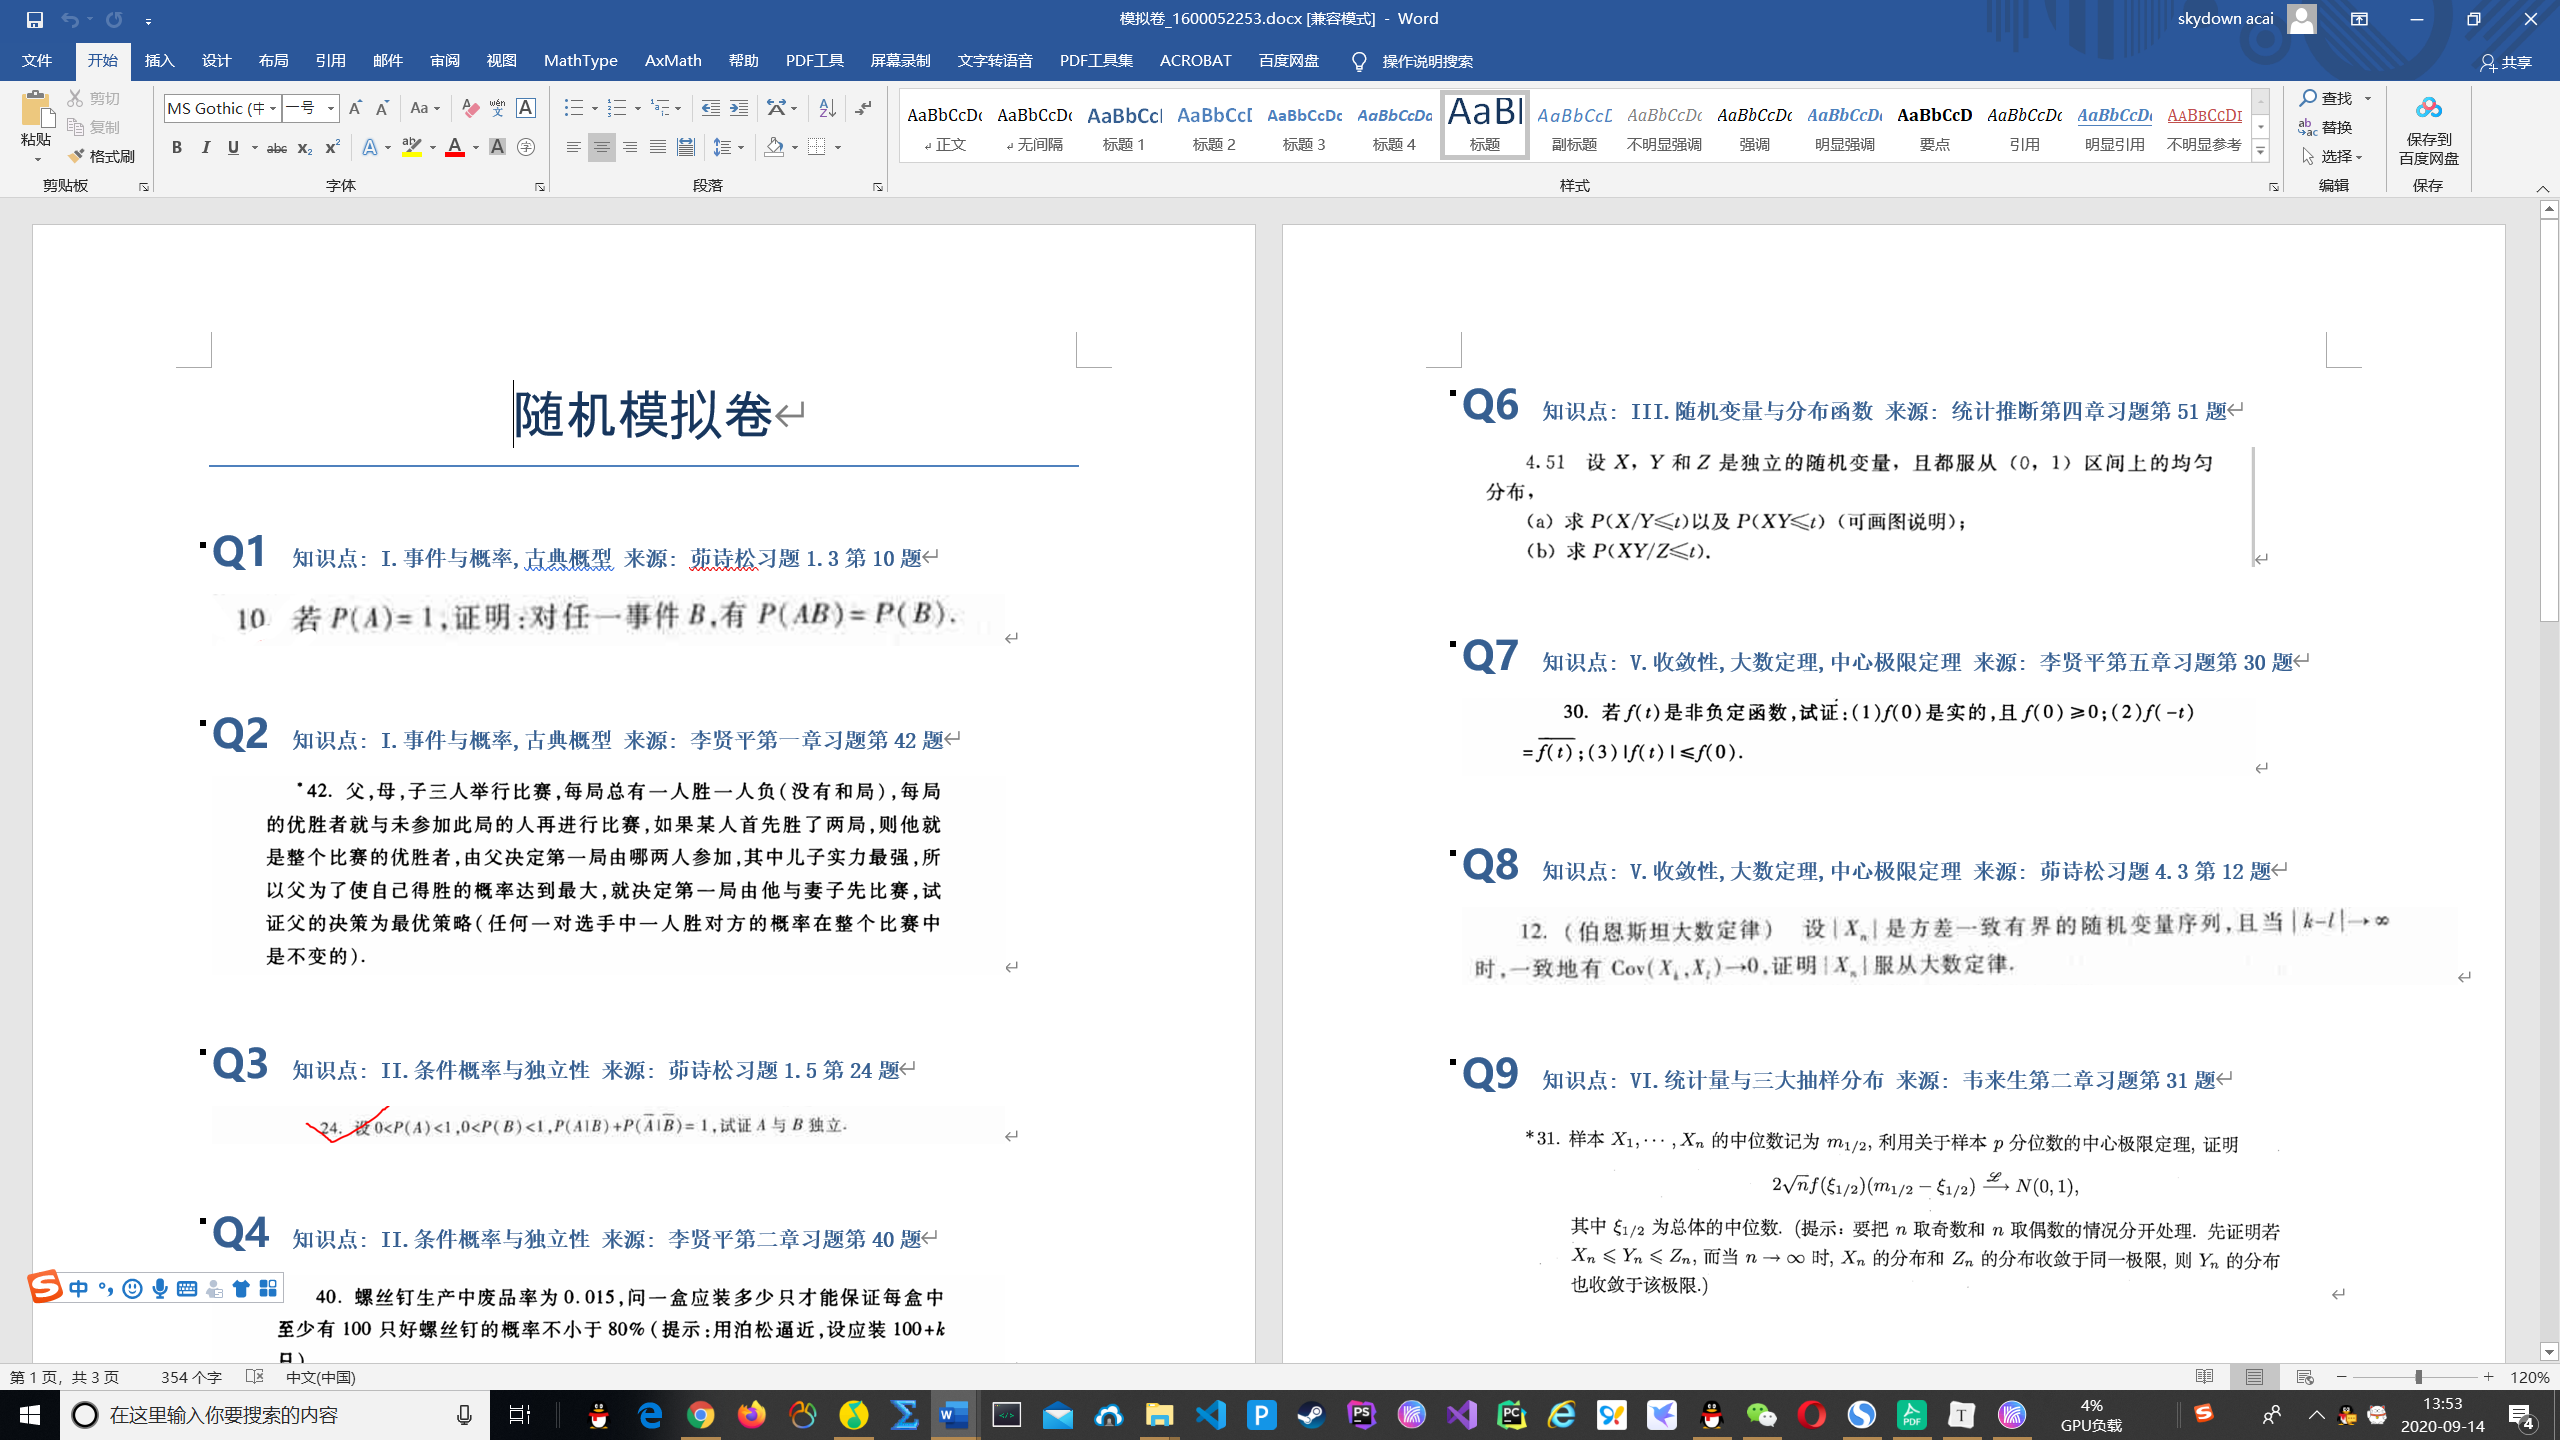 模拟卷_1600052253.docx [兼容模式] - Word
skydown acai
文件 开始 插入 设计 布局 引用 邮件 审阅 视图 MathType AxMath 帮助 PDF工具 屏幕录制 文字转语音 PDF工具集 ACROBAT 百度网盘 操作说明搜索 共享
粘贴 剪切 复制 格式刷
MS Gothic (中 一号
AaBbCcDc AaBbCcDc AaBbCcI AaBbCcI AaBbCcDc AaBbCcDa AaBI AaBbCcD AaBbCcDc AaBbCcDc AaBbCcDc AaBbCcD AaBbCcDc AaBbCcDc AaBbCcDd
正文 无间隔 标题 1 标题 2 标题 3 标题 4 标题 副标题 不明显强调 强调 明显强调 要点 引用 明显引用 不明显参考
查找 替换 选择
保存到
百度网盘
剪贴板 字体 段落 样式 编辑 保存
随机模拟卷
Q1 知识点: I.事件与概率,古典概型 来源: 茆诗松习题 1.3 第 10 题
10. 若 P(A)=1,证明:对任一事件 B,有 P(AB)=P(B).
Q2 知识点: I.事件与概率,古典概型 来源: 李贤平第一章习题第 42 题
*42. 父,母,子三人举行比赛,每局总有一人胜一人负(没有和局),每局
的优胜者就与未参加此局的人再进行比赛,如果某人首先胜了两局,则他就
是整个比赛的优胜者,由父决定第一局由哪两人参加,其中儿子实力最强,所
以父为了使自己得胜的概率达到最大,就决定第一局由他与妻子先比赛,试
证父的决策为最优策略(任何一对选手中一人胜对方的概率在整个比赛中
是不变的).
Q3 知识点: II.条件概率与独立性 来源: 茆诗松习题 1.5 第 24 题
24. 设 0<P(A)<1,0<P(B)<1,P(A|B)+P(A̅|B̅)=1,试证 A 与 B 独立.
Q4 知识点: II.条件概率与独立性 来源: 李贤平第二章习题第 40 题
40. 螺丝钉生产中废品率为0.015,问一盒应装多少只才能保证每盒中
至少有100 只好螺丝钉的概率不小于80%(提示:用泊松逼近,设应装100+k
Q6 知识点: III.随机变量与分布函数 来源: 统计推断第四章习题第 51 题
4.51 设 X, Y 和 Z 是独立的随机变量, 且都服从 (0, 1) 区间上的均匀
分布,
(a) 求 P(X/Y≤t)以及 P(XY≤t) (可画图说明);
(b) 求 P(XY/Z≤t).
Q7 知识点: V.收敛性,大数定理,中心极限定理 来源: 李贤平第五章习题第 30 题
30. 若 f(t)是非负定函数,试证:(1)f(0)是实的,且 f(0)≥0;(2)f(-t)
=f(t)̅;(3)|f(t)|≤f(0).
Q8 知识点: V.收敛性,大数定理,中心极限定理 来源: 茆诗松习题 4.3 第 12 题
12. (伯恩斯坦大数定律) 设{Xₙ}是方差一致有界的随机变量序列,且当|k-l|→∞
时,一致地有 Cov(Xₖ,Xₗ)→0,证明{Xₙ}服从大数定律.
Q9 知识点: VI.统计量与三大抽样分布 来源: 韦来生第二章习题第 31 题
*31. 样本 X₁,⋯,Xₙ 的中位数记为 m_{1/2}, 利用关于样本 p 分位数的中心极限定理, 证明
2√n f(ξ_{1/2})(m_{1/2} − ξ_{1/2}) →^ℒ N(0,1),
其中 ξ_{1/2} 为总体的中位数. (提示: 要把 n 取奇数和 n 取偶数的情况分开处理. 先证明若
Xₙ ≤ Yₙ ≤ Zₙ, 而当 n → ∞ 时, Xₙ 的分布和 Zₙ 的分布收敛于同一极限, 则 Yₙ 的分布
也收敛于该极限.)
中
第 1 页, 共 3 页 354 个字 中文(中国) 120%
在这里输入你要搜索的内容
4%
GPU负载
13:53
2020-09-14
4